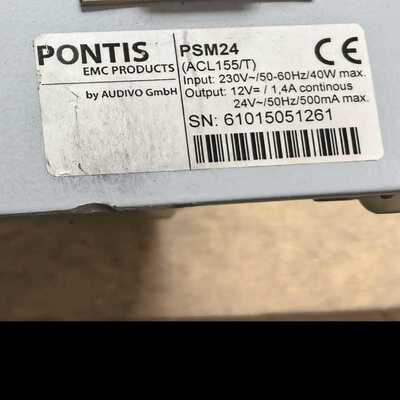 PONTIS
EMC PRODUCTS
by AUDIVO GmbH
PSM24
(ACL155/T)
Input: 230V~/50-60Hz/40W max.
Output: 12V= / 1,4A continous
24V~/50Hz/500mA max.
SN: 61015051261
CE